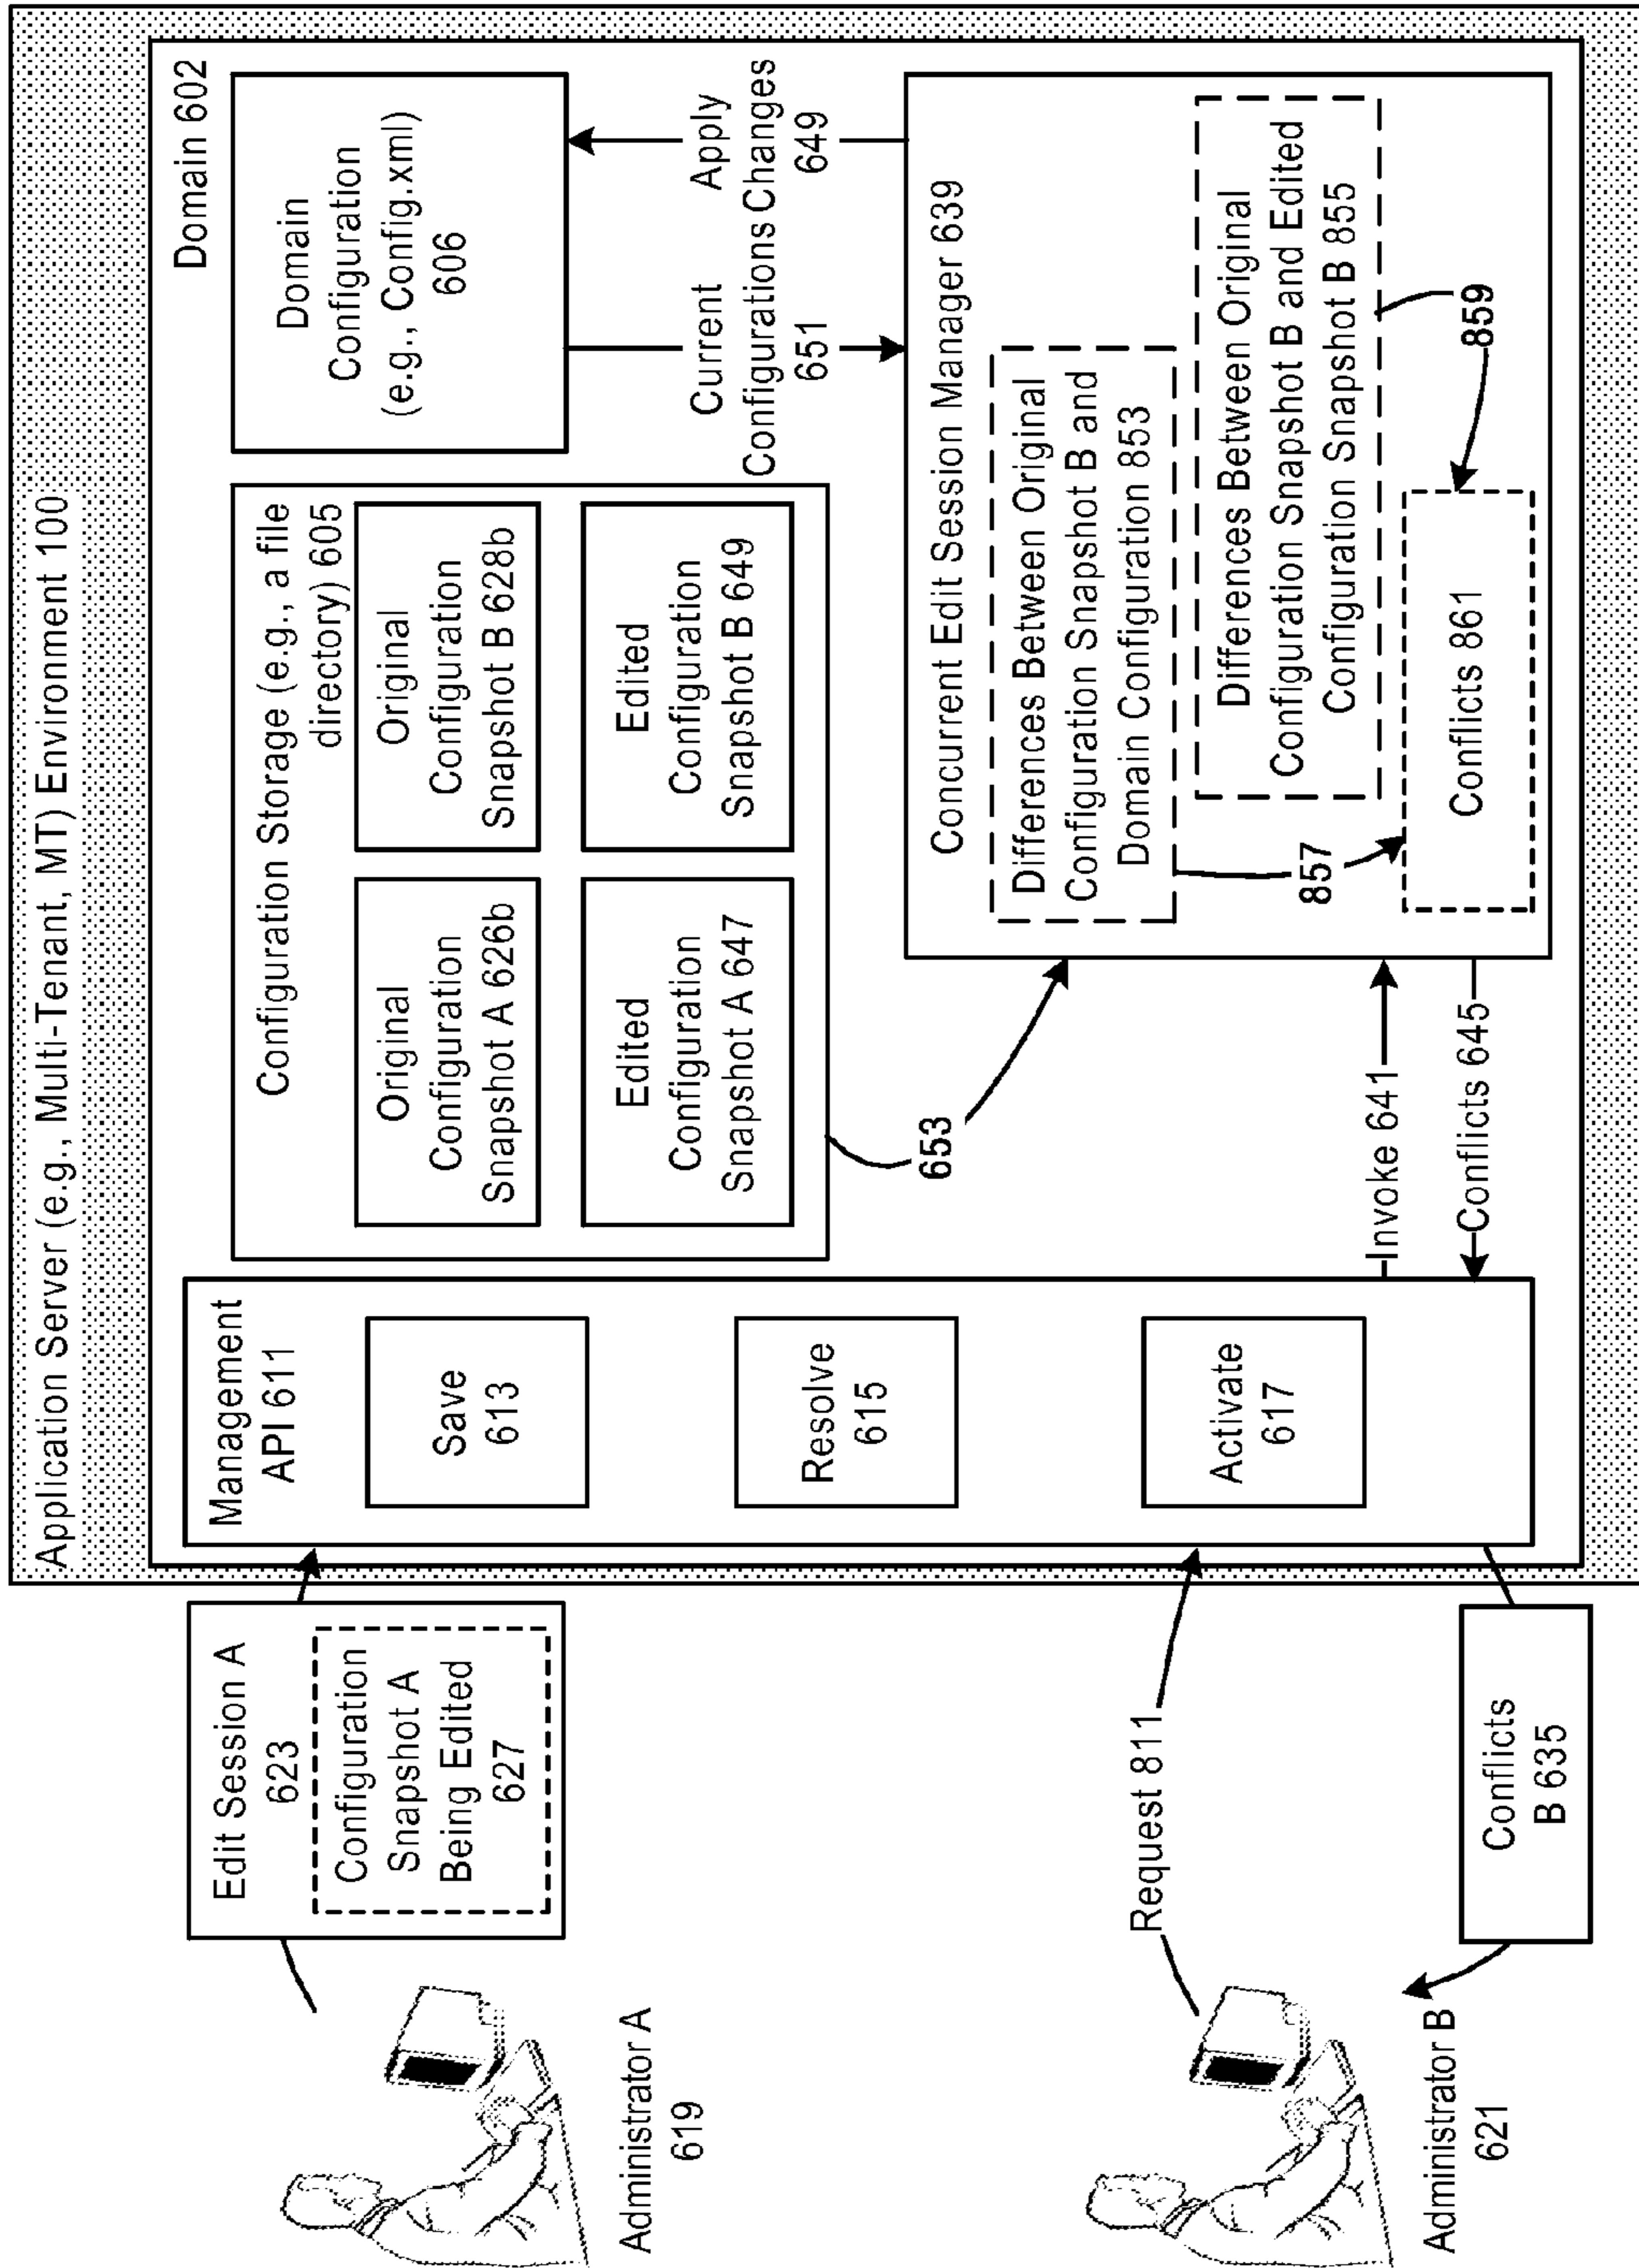 Application Server (e.g., Multi-Tenant, MT) Environment 100
Domain 602
Edit Session A
623
Configuration
Snapshot A
Being Edited
627
Administrator A
619
Request 811
Administrator B
621
Conflicts
B 635
Management
API 611
Save
613
Resolve
615
Activate
617
Configuration Storage (e.g., a file
directory) 605
Original
Configuration
Snapshot A 626b
Original
Configuration
Snapshot B 628b
Edited
Configuration
Snapshot A 647
Edited
Configuration
Snapshot B 649
653
Domain
Configuration
(e.g., Config.xml)
606
Current
Configurations
651
Apply
Changes
649
Invoke 641
Conflicts 645
Concurrent Edit Session Manager 639
Differences Between Original
Configuration Snapshot B and
Domain Configuration 853
Differences Between Original
Configuration Snapshot B and Edited
Configuration Snapshot B 855
857
859
Conflicts 861